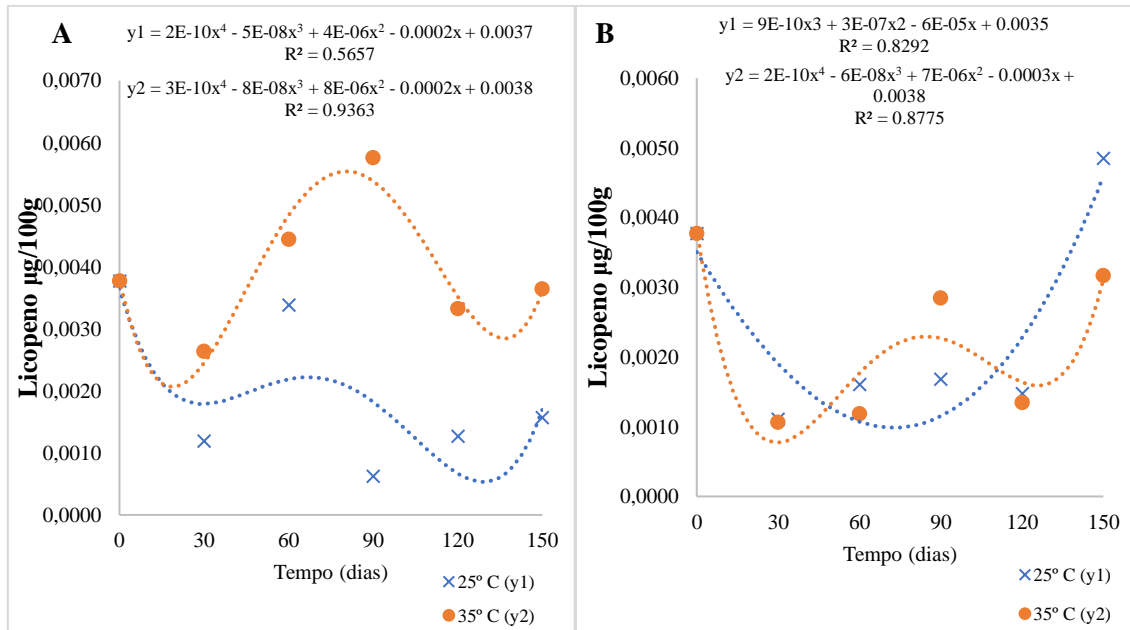 A
y1 = 2E-10x⁴ - 5E-08x³ + 4E-06x² - 0.0002x + 0.0037
R² = 0.5657
y2 = 3E-10x⁴ - 8E-08x³ + 8E-06x² - 0.0002x + 0.0038
R² = 0.9363
0,0070
0,0060
0,0050
0,0040
0,0030
0,0020
0,0010
0,0000
Licopeno µg/100g
0 30 60 90 120 150
Tempo (dias)
25º C (y1)
35º C (y2)
B
y1 = 9E-10x3 + 3E-07x2 - 6E-05x + 0.0035
R² = 0.8292
y2 = 2E-10x⁴ - 6E-08x³ + 7E-06x² - 0.0003x +
0.0038
R² = 0.8775
0,0060
0,0050
0,0040
0,0030
0,0020
0,0010
0,0000
Licopeno µg/100g
0 30 60 90 120 150
Tempo (dias)
25º C (y1)
35º C (y2)